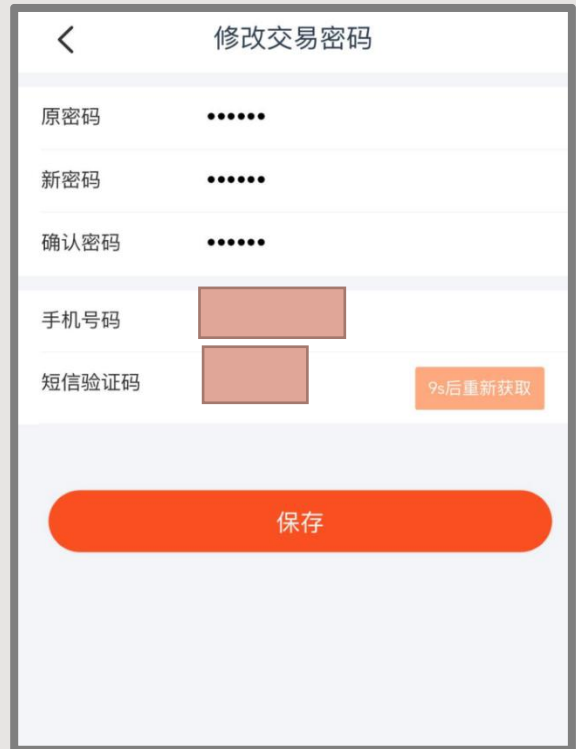 修改交易密码
原密码 ••••••
新密码 ••••••
确认密码 ••••••
手机号码
短信验证码 9s后重新获取
保存